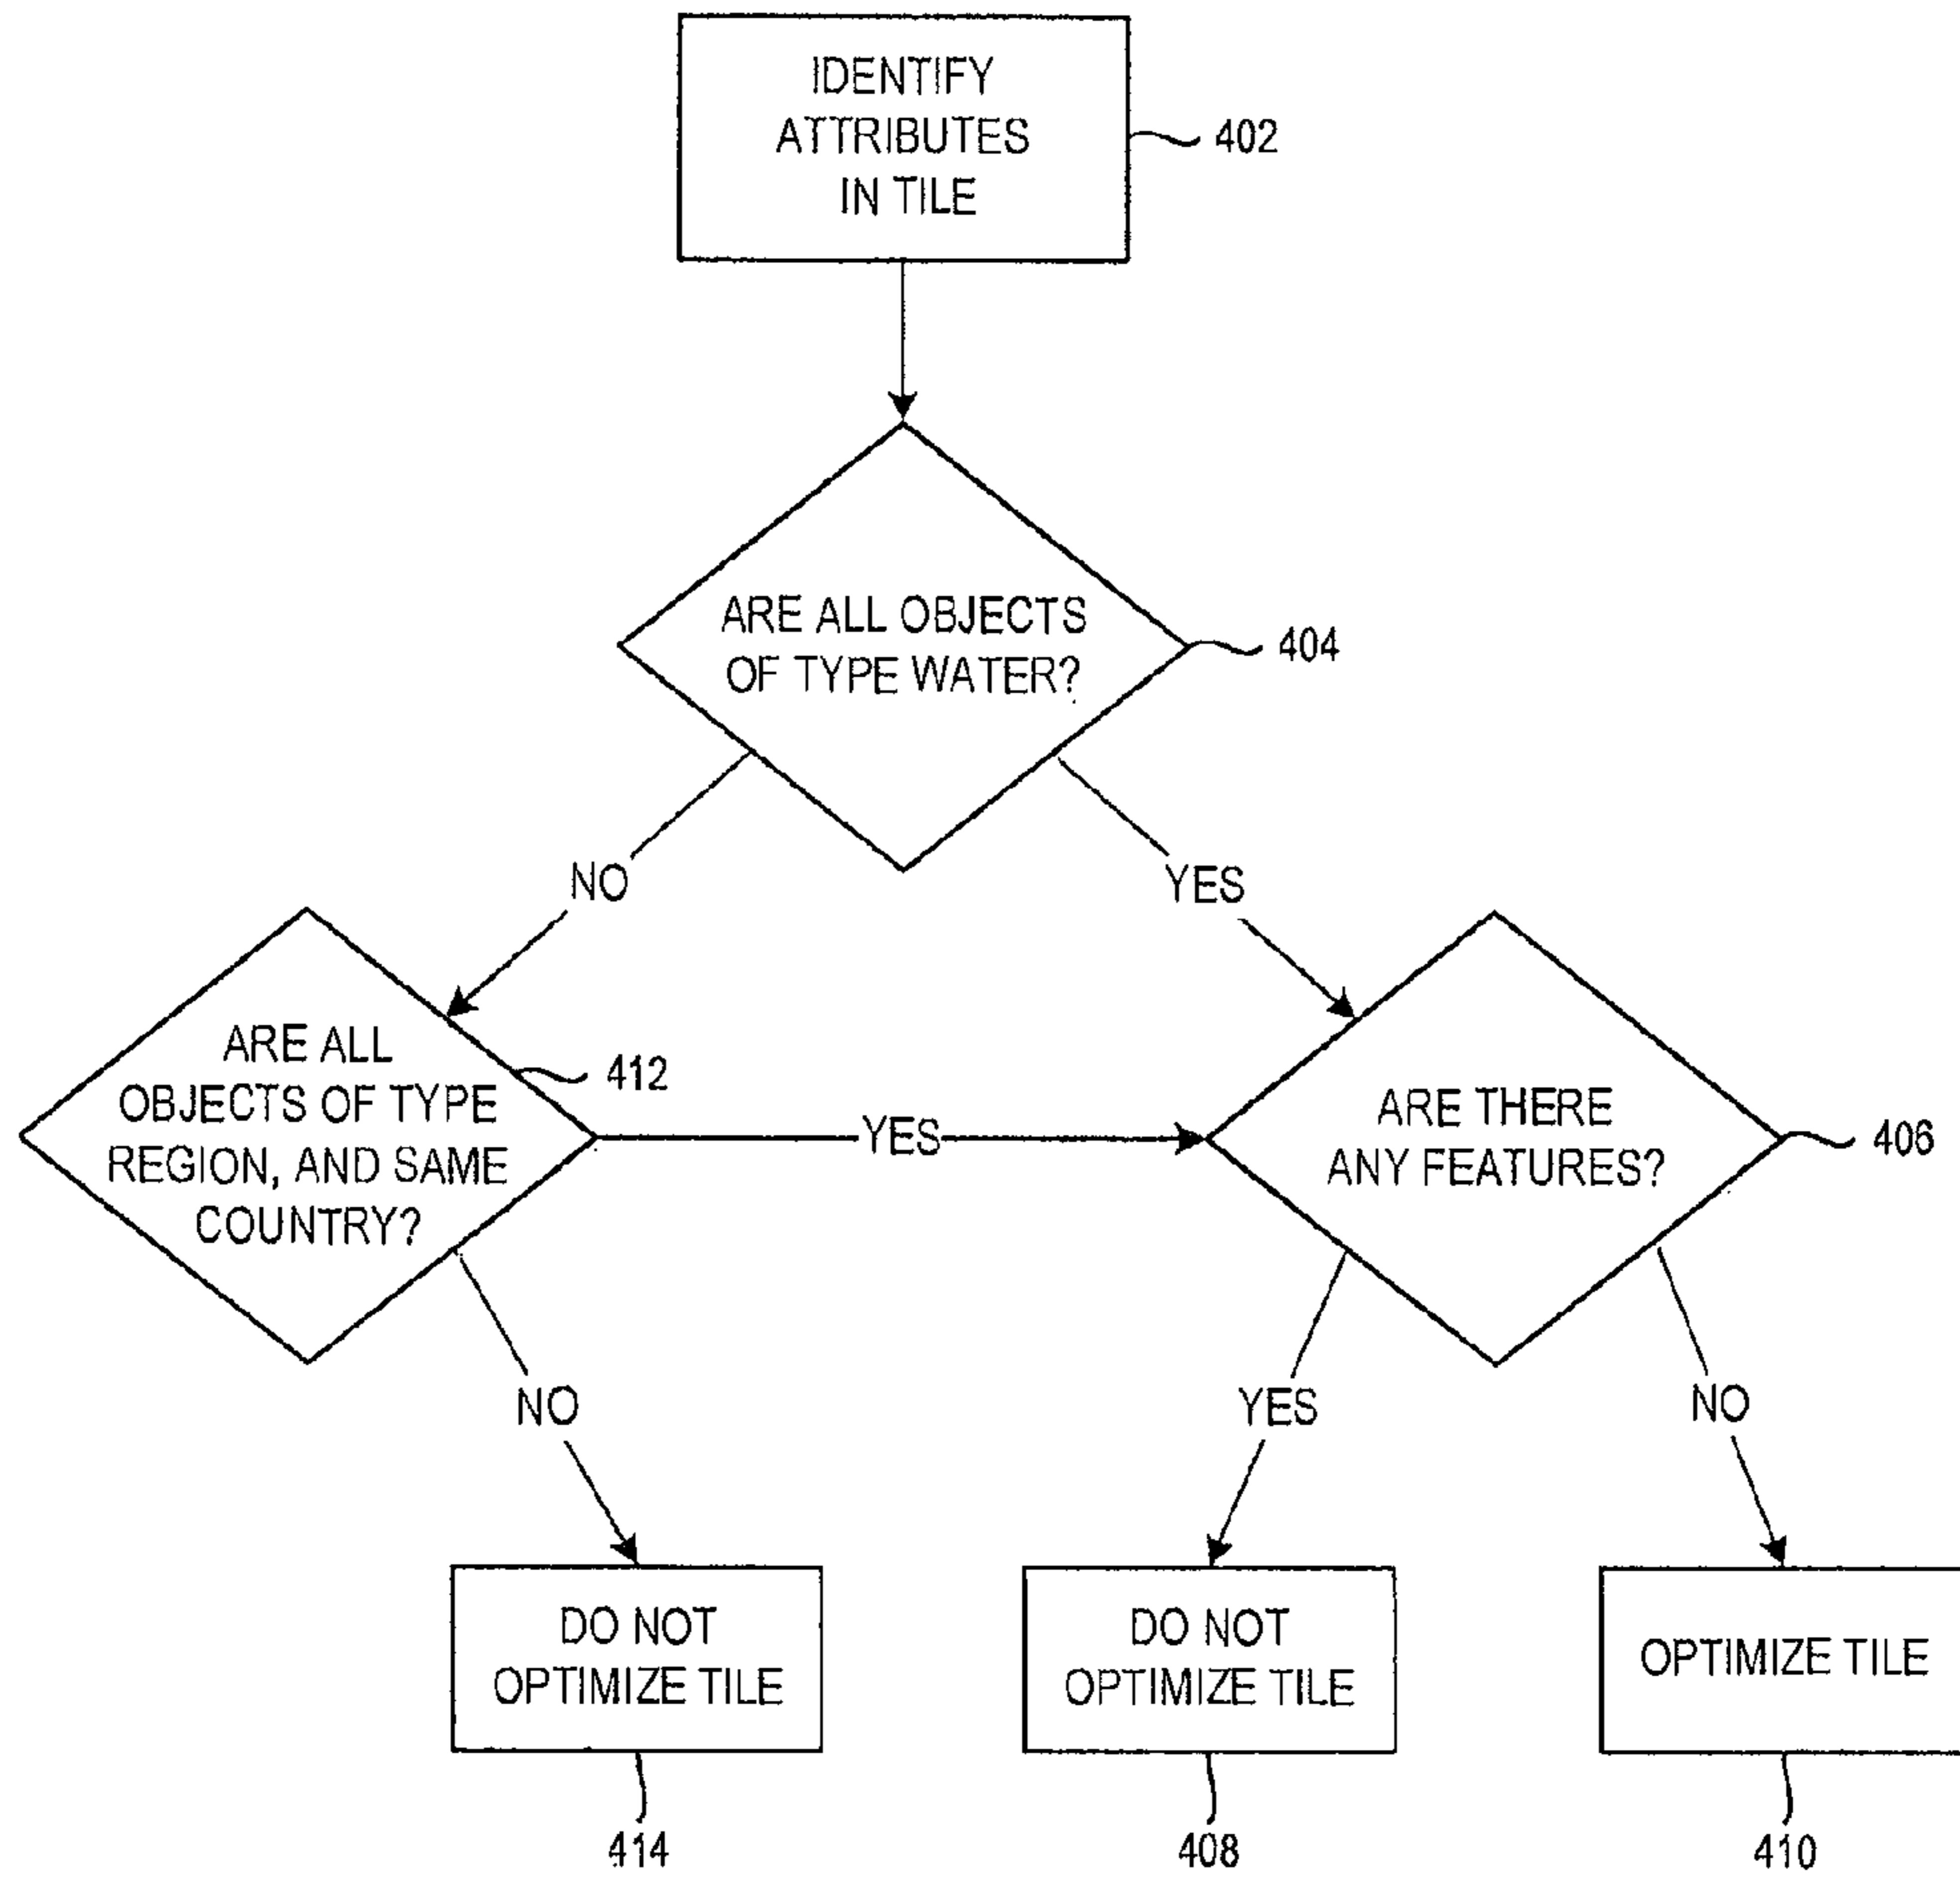 IDENTIFY
ATTRIBUTES
IN TILE
402
ARE ALL OBJECTS
OF TYPE WATER?
404
NO
YES
ARE ALL
OBJECTS OF TYPE
REGION, AND SAME
COUNTRY?
412
YES
ARE THERE
ANY FEATURES?
406
NO
YES
NO
DO NOT
OPTIMIZE TILE
DO NOT
OPTIMIZE TILE
OPTIMIZE TILE
414
408
410